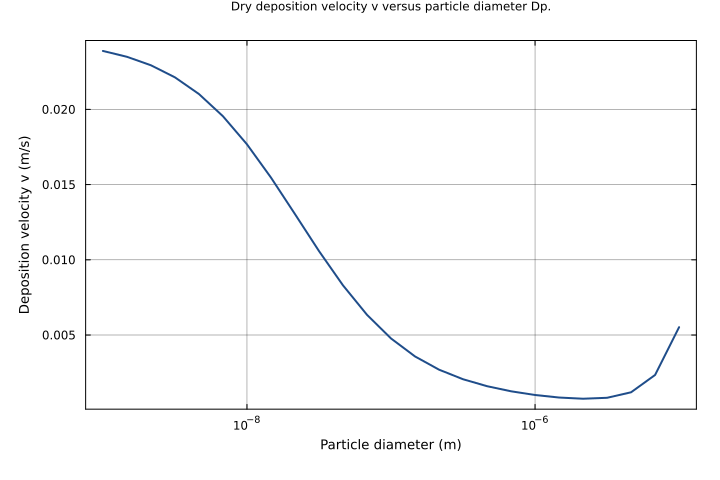 Dry deposition velocity v versus particle diameter Dp.
Deposition velocity v (m/s)
0.020
0.015
0.010
0.005
10⁻⁸
10⁻⁶
Particle diameter (m)